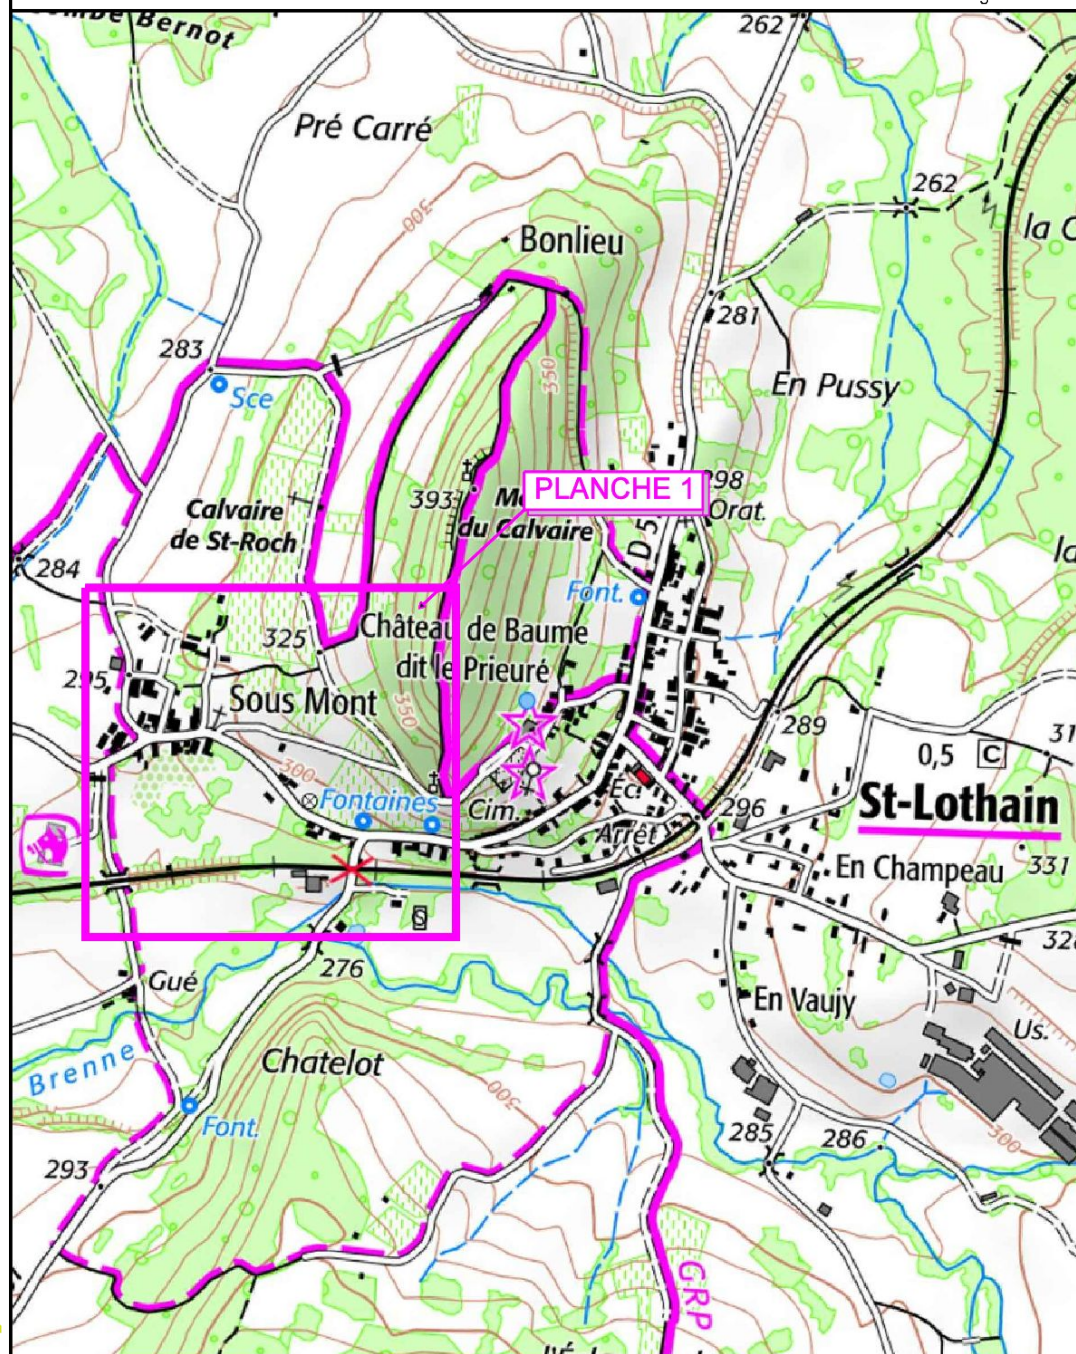 Bernot
262
Pré Carré
262
la C
300
Bonlieu
281
283
Sce
En Pussy
350
393
PLANCHE 1
398
Orat.
Calvaire
de St-Roch
du Calvaire
D 5
la
284
Font.
Château de Baume
dit le Prieuré
325
295
Sous Mont
350
289
31
0,5 C
300
Fontaines
Cim.
Ec.
296
St-Lothain
Arrêt
En Champeau
331
S
276
Gué
En Vaujy
Us.
Brenne
Chatelot
300
Font.
285
286
300
293
G.R.P